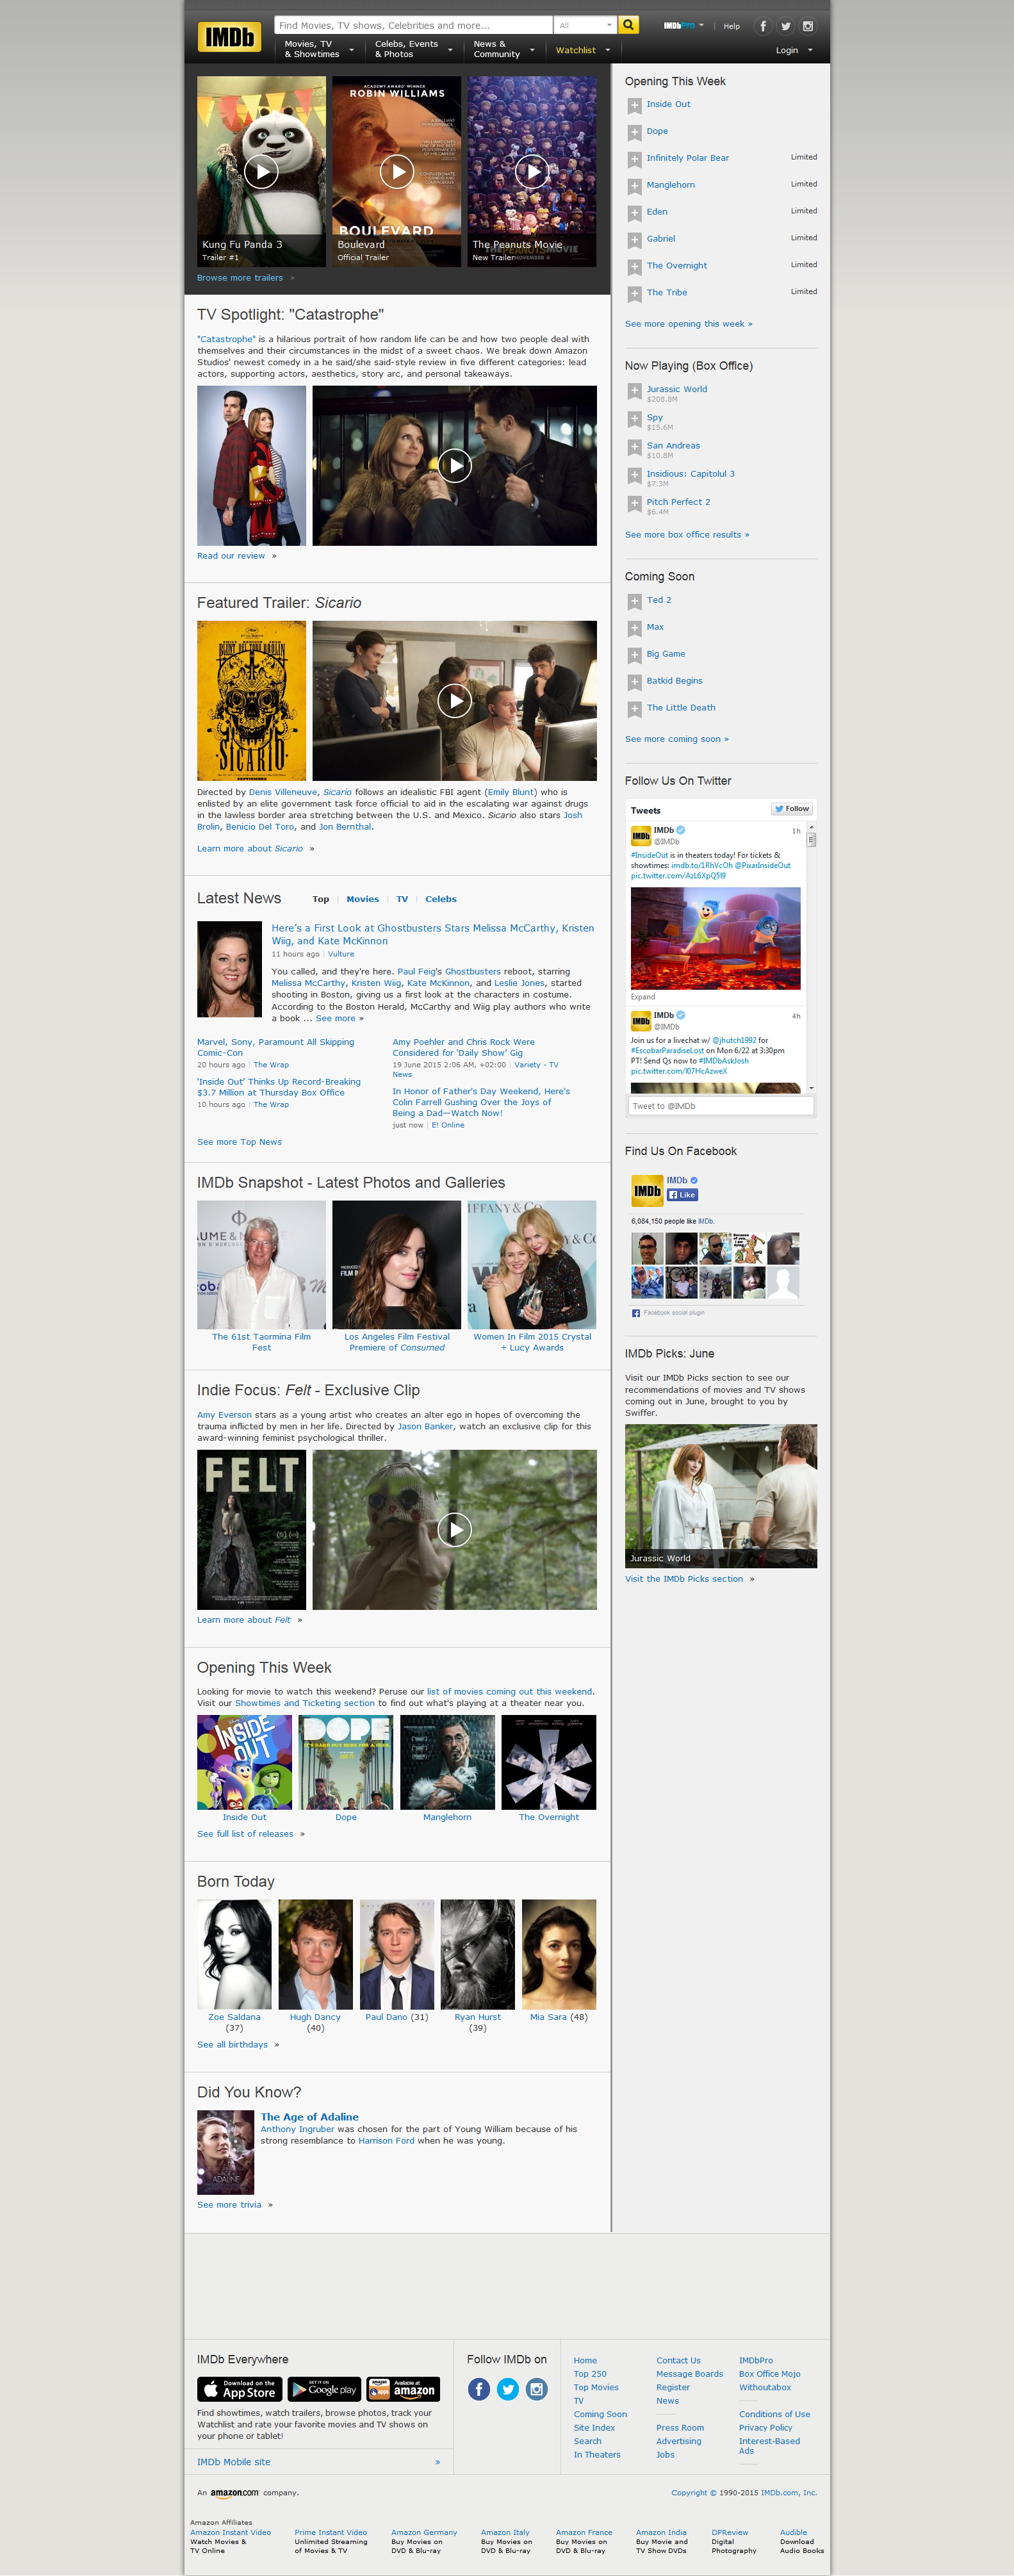 IMDb
Find Movies, TV shows, Celebrities and more...
All
IMDbPro
Help
Movies, TV
& Showtimes
Celebs, Events
& Photos
News &
Community
Watchlist
Login
ACADEMY AWARD WINNER
ROBIN WILLIAMS
BOULEVARD
Kung Fu Panda 3
Trailer #1
Boulevard
Official Trailer
The Peanuts Movie
New Trailer
Browse more trailers »
TV Spotlight: "Catastrophe"
"Catastrophe" is a hilarious portrait of how random life can be and how two people deal with
themselves and their circumstances in the midst of a sweet chaos. We break down Amazon
Studios' newest comedy in a he said/she said-style review in five different categories: lead
actors, supporting actors, aesthetics, story arc, and personal takeaways.
Read our review »
Featured Trailer: Sicario
SICARIO
Directed by Denis Villeneuve, Sicario follows an idealistic FBI agent (Emily Blunt) who is
enlisted by an elite government task force official to aid in the escalating war against drugs
in the lawless border area stretching between the U.S. and Mexico. Sicario also stars Josh
Brolin, Benicio Del Toro, and Jon Bernthal.
Learn more about Sicario »
Latest News
Top | Movies | TV | Celebs
Here's a First Look at Ghostbusters Stars Melissa McCarthy, Kristen
Wiig, and Kate McKinnon
11 hours ago | Vulture
You called, and they're here. Paul Feig's Ghostbusters reboot, starring
Melissa McCarthy, Kristen Wiig, Kate McKinnon, and Leslie Jones, started
shooting in Boston, giving us a first look at the characters in costume.
According to the Boston Herald, McCarthy and Wiig play authors who write
a book ... See more »
Marvel, Sony, Paramount All Skipping
Comic-Con
20 hours ago | The Wrap
'Inside Out' Thinks Up Record-Breaking
$3.7 Million at Thursday Box Office
10 hours ago | The Wrap
Amy Poehler and Chris Rock Were
Considered for 'Daily Show' Gig
19 June 2015 2:06 AM, +02:00 | Variety - TV
News
In Honor of Father's Day Weekend, Here's
Colin Farrell Gushing Over the Joys of
Being a Dad—Watch Now!
just now | E! Online
See more Top News
IMDb Snapshot - Latest Photos and Galleries
The 61st Taormina Film
Fest
Los Angeles Film Festival
Premiere of Consumed
Women In Film 2015 Crystal
+ Lucy Awards
Indie Focus: Felt - Exclusive Clip
Amy Everson stars as a young artist who creates an alter ego in hopes of overcoming the
trauma inflicted by men in her life. Directed by Jason Banker, watch an exclusive clip for this
award-winning feminist psychological thriller.
FELT
Learn more about Felt »
Opening This Week
Looking for movie to watch this weekend? Peruse our list of movies coming out this weekend.
Visit our Showtimes and Ticketing section to find out what's playing at a theater near you.
INSIDE OUT
DOPE
Inside Out
Dope
Manglehorn
The Overnight
See full list of releases »
Born Today
Zoe Saldana
(37)
Hugh Dancy
(40)
Paul Dano (31)
Ryan Hurst
(39)
Mia Sara (48)
See all birthdays »
Did You Know?
The Age of Adaline
Anthony Ingruber was chosen for the part of Young William because of his
strong resemblance to Harrison Ford when he was young.
See more trivia »
Opening This Week
Inside Out
Dope
Infinitely Polar Bear Limited
Manglehorn Limited
Eden Limited
Gabriel Limited
The Overnight Limited
The Tribe Limited
See more opening this week »
Now Playing (Box Office)
Jurassic World
$208.8M
Spy
$15.6M
San Andreas
$10.8M
Insidious: Capitolul 3
$7.3M
Pitch Perfect 2
$6.4M
See more box office results »
Coming Soon
Ted 2
Max
Big Game
Batkid Begins
The Little Death
See more coming soon »
Follow Us On Twitter
Tweets
Follow
IMDb 1h
@IMDb
#InsideOut is in theaters today! For tickets &
showtimes: imdb.to/1RhVcOh @PixarInsideOut
pic.twitter.com/AzL6XpQ5I9
Expand
IMDb 4h
@IMDb
Join us for a livechat w/ @jhutch1992 for
#EscobarParadiseLost on Mon 6/22 at 3:30pm
PT! Send Qs now to #IMDbAskJosh
pic.twitter.com/I07HcAzweX
Tweet to @IMDb
Find Us On Facebook
IMDb
IMDb
Like
6,084,150 people like IMDb.
Facebook social plugin
IMDb Picks: June
Visit our IMDb Picks section to see our
recommendations of movies and TV shows
coming out in June, brought to you by
Swiffer.
Jurassic World
Visit the IMDb Picks section »
IMDb Everywhere
Download on the
App Store
GET IT ON
Google play
Available at
amazon
Find showtimes, watch trailers, browse photos, track your
Watchlist and rate your favorite movies and TV shows on
your phone or tablet!
IMDb Mobile site »
Follow IMDb on
Home
Top 250
Top Movies
TV
Coming Soon
Site Index
Search
In Theaters
Contact Us
Message Boards
Register
News
Press Room
Advertising
Jobs
IMDbPro
Box Office Mojo
Withoutabox
Conditions of Use
Privacy Policy
Interest-Based
Ads
An amazon.com company.
Copyright © 1990-2015 IMDb.com, Inc.
Amazon Affiliates
Amazon Instant Video
Watch Movies &
TV Online
Prime Instant Video
Unlimited Streaming
of Movies & TV
Amazon Germany
Buy Movies on
DVD & Blu-ray
Amazon Italy
Buy Movies on
DVD & Blu-ray
Amazon France
Buy Movies on
DVD & Blu-ray
Amazon India
Buy Movie and
TV Show DVDs
DPReview
Digital
Photography
Audible
Download
Audio Books